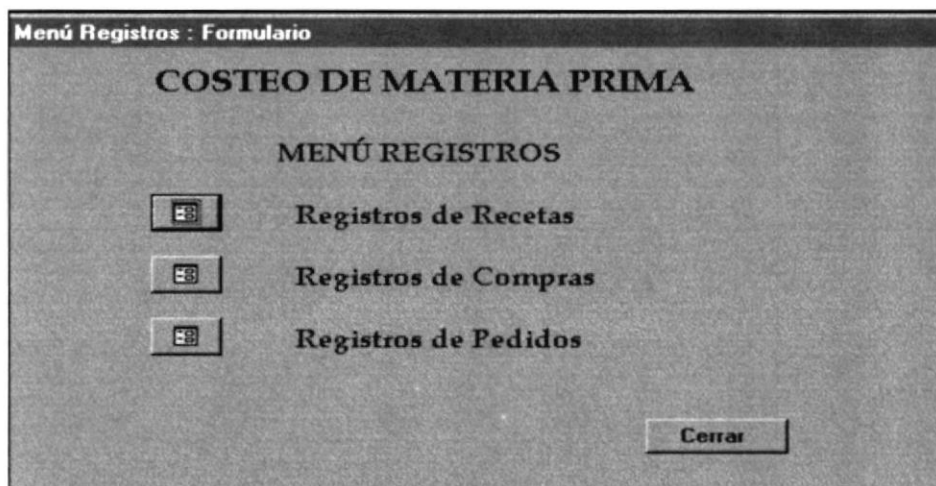 Menú Registros : Formulario
COSTEO DE MATERIA PRIMA
MENÚ REGISTROS
Registros de Recetas
Registros de Compras
Registros de Pedidos
Cerrar